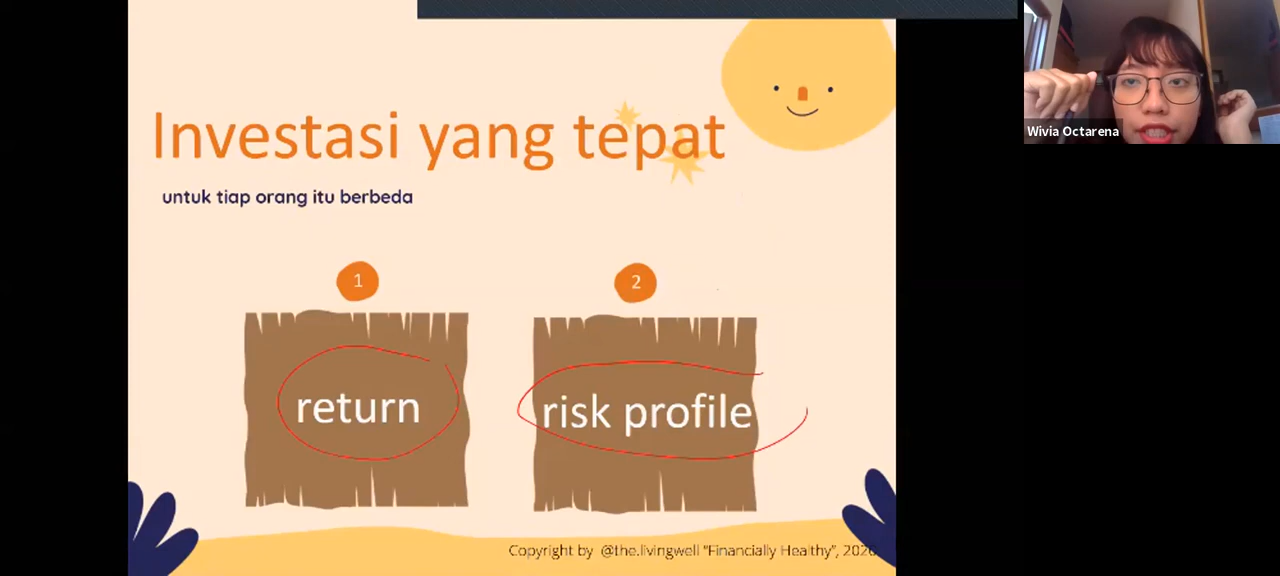 Investasi yang tepat
untuk tiap orang itu berbeda
1
2
return
risk profile
Copyright by @the.livingwell "Financially Healthy", 2020
Wivia Octarena